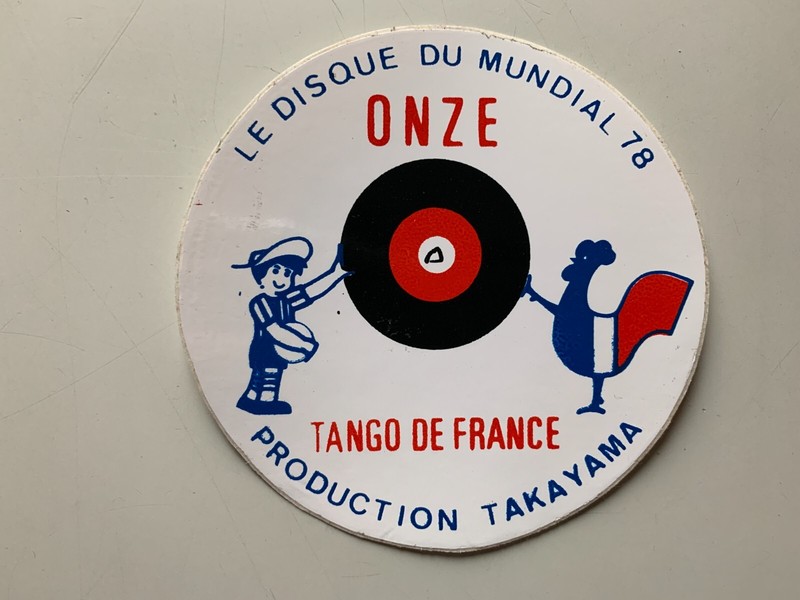 LE DISQUE DU MUNDIAL 78
ONZE
TANGO DE FRANCE
PRODUCTION TAKAYAMA